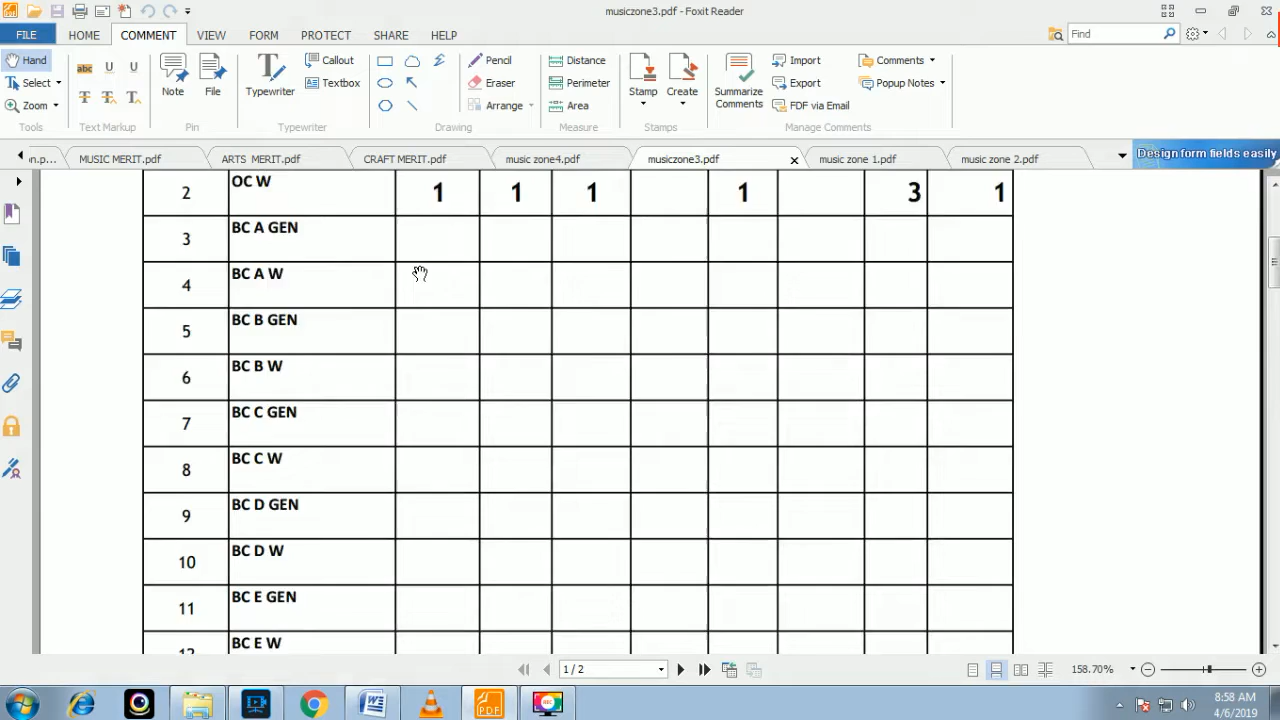 musiczone3.pdf - Foxit Reader
FILE HOME COMMENT VIEW FORM PROTECT SHARE HELP
Find
Hand
Select
Zoom
Tools
Text Markup
Note
File
Pin
Typewriter
Callout
Textbox
Typewriter
Pencil
Eraser
Arrange
Drawing
Distance
Perimeter
Area
Measure
Stamp
Create
Stamps
Summarize
Comments
Import
Export
FDF via Email
Comments
Popup Notes
Manage Comments
n.p... MUSIC MERIT.pdf ARTS MERIT.pdf CRAFT MERIT.pdf music zone4.pdf musiczone3.pdf music zone 1.pdf music zone 2.pdf Design form fields easily
2 OC W 1 1 1 1 3 1
3 BC A GEN
4 BC A W
5 BC B GEN
6 BC B W
7 BC C GEN
8 BC C W
9 BC D GEN
10 BC D W
11 BC E GEN
12 BC E W
1 / 2 158.70%
PDF
8:58 AM
4/6/2019